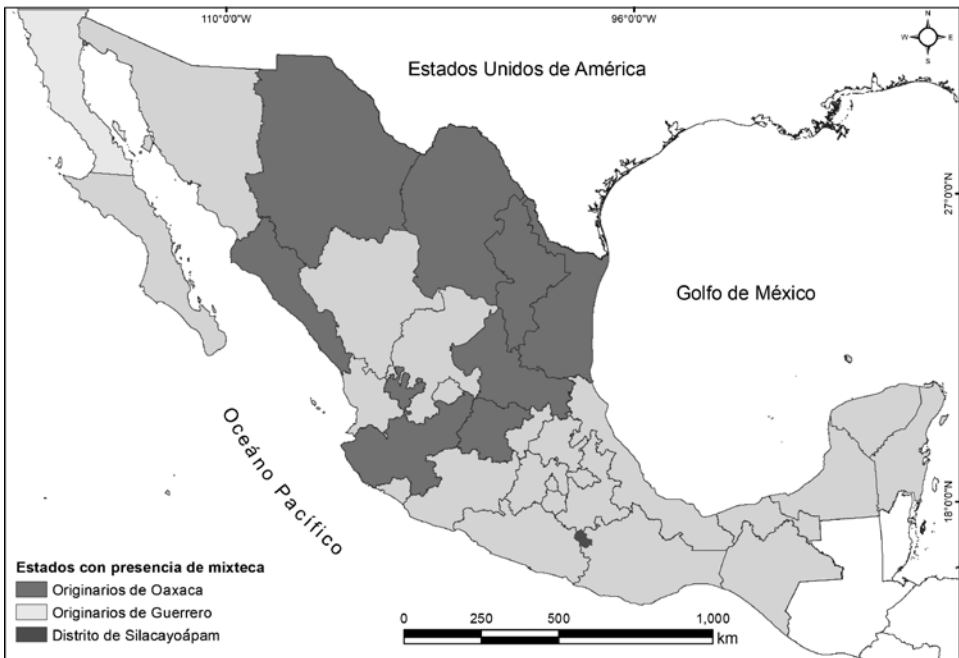 110°0'0"W
96°0'0"W
N
W
E
S
Estados Unidos de América
27°0'0"N
Golfo de México
Oceáno Pacífico
18°0'0"N
Estados con presencia de mixteca
Originarios de Oaxaca
Originarios de Guerrero
Distrito de Silacayoápam
0 250 500 1,000
km